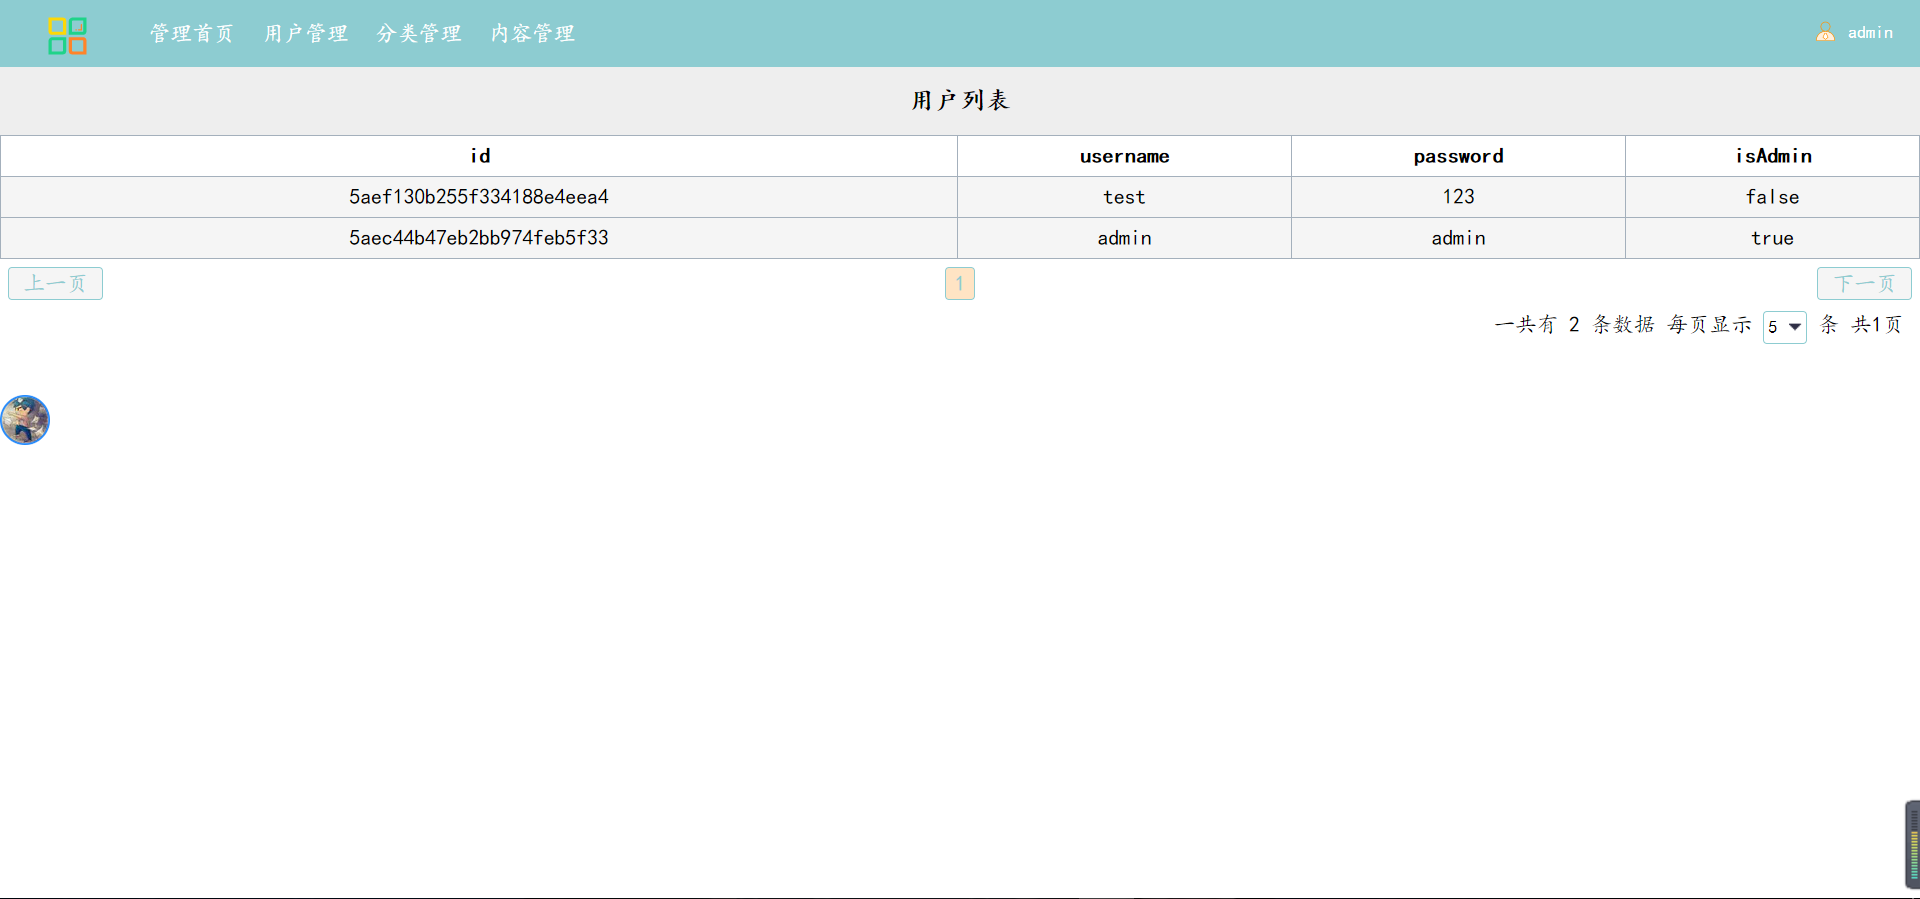 管理首页 用户管理 分类管理 内容管理 admin
用户列表
id username password isAdmin
5aef130b255f334188e4eea4 test 123 false
5aec44b47eb2bb974feb5f33 admin admin true
上一页 1 下一页
一共有 2 条数据 每页显示 5 条 共1页